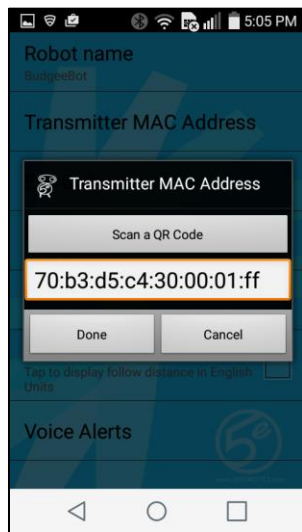 5:05 PM
Robot name
BudgeeBot
Transmitter MAC Address
Transmitter MAC Address
Scan a QR Code
70:b3:d5:c4:30:00:01:ff
Done
Cancel
Tap to display follow distance in English
Units
Voice Alerts
5e